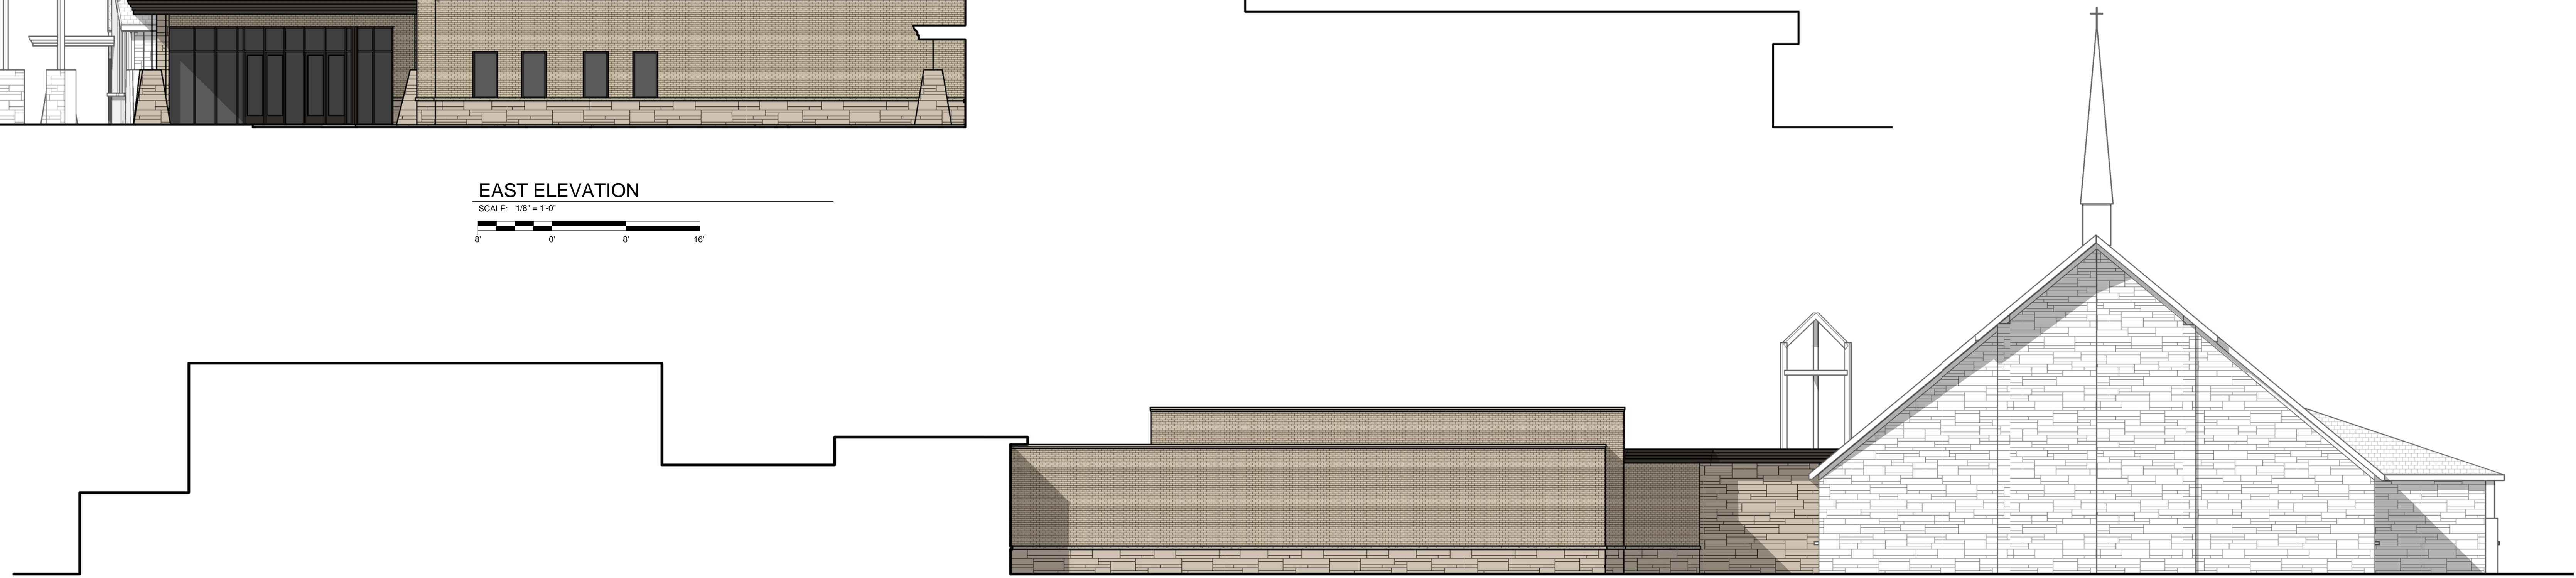 EAST ELEVATION
SCALE: 1/8" = 1'-0"
8' 0' 8' 16'